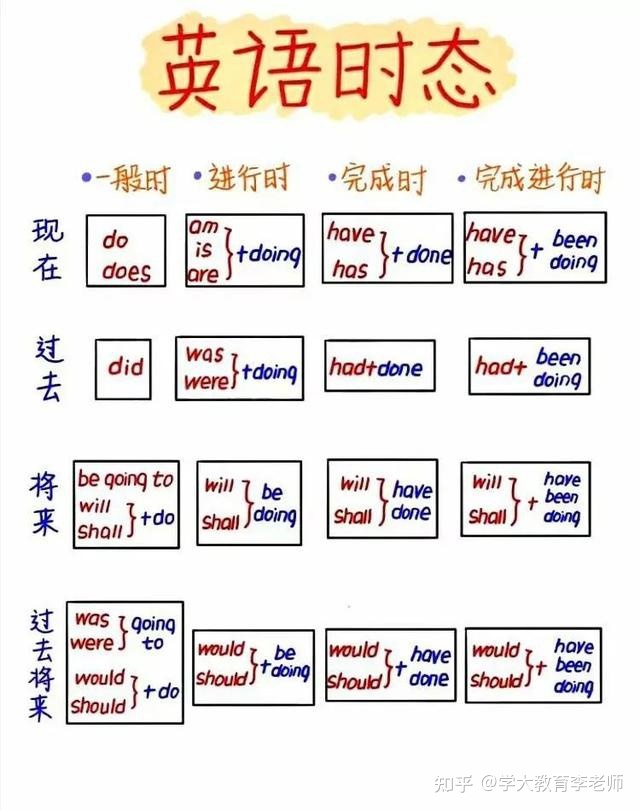 英语时态
•一般时 •进行时 •完成时 •完成进行时
现在
do
does
am
is
are
}+doing
have
has
}+done
have
has
}+ been
doing
过去
did
was
were
}+doing
had+done
had+ been
doing
将来
be going to
will
shall
}+do
will
shall
} be
doing
will
shall
} have
done
will
shall
}+ have
been
doing
过去将来
was
were
} going
to
would
should
}+do
would
should
}+ be
doing
would
should
}+ have
done
would
should
}+ have
been
doing
知乎 @学大教育李老师